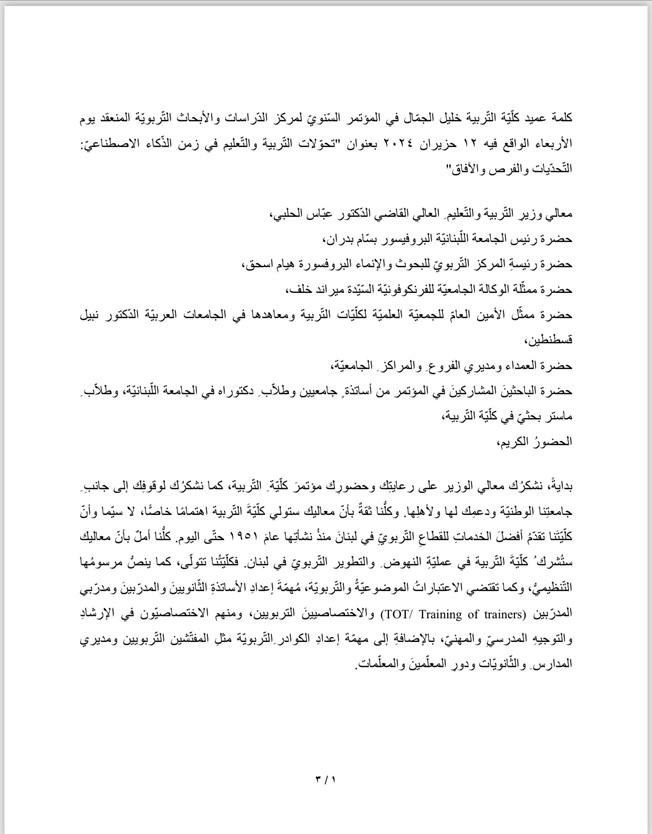 كلمة عميد كلّيّة التّربية خليل الجمّال في المؤتمر السّنويّ لمركز الدّراسات والأبحاث التّربويّة المنعقد يوم
الأربعاء الواقع فيه ١٢ حزيران ٢٠٢٤ بعنوان "تحوّلات التّربية والتّعليم في زمن الذّكاء الاصطناعيّ:
التّحدّيات والفرص والآفاق"
معالي وزيرِ التّربية والتّعليمِ العالي القاضي الدّكتور عبّاس الحلبي،
حضرة رئيس الجامعة اللّبنانيّة البروفيسور بسّام بدران،
حضرة رئيسةِ المركز التّربويّ للبحوث والإنماء البروفسورة هيام اسحق،
حضرة ممثّلة الوكالة الجامعيّة للفرنكوفونيّة السّيّدة ميراند خلف،
حضرة ممثّل الأمين العامّ للجمعيّة العلميّة لكلّيّات التّربية ومعاهدها في الجامعات العربيّة الدّكتور نبيل
قسطنطين،
حضرة العمداء ومديري الفروعِ والمراكزِ الجامعيّة،
حضرة الباحثينَ المشاركينَ في المؤتمر من أساتذةٍ جامعيين وطلّابِ دكتوراه في الجامعة اللّبنانيّة، وطلّابِ
ماستر بحثيّ في كلّيّة التّربية،
الحضورُ الكريم،
بدايةً، نشكرُك معالي الوزير على رعايتِك وحضورِك مؤتمرَ كلّيّةِ التّربية، كما نشكرُك لوقوفِك إلى جانبِ
جامعتِنا الوطنيّة ودعمِك لها ولأهلِها. وكلُّنا ثقةٌ بأنّ معاليك ستولي كلّيّةَ التّربية اهتمامًا خاصًّا، لا سيّما وأنّ
كلّيّتَنا تقدّمُ أفضلَ الخدماتِ للقطاعِ التّربويِّ في لبنانَ منذُ نشأتِها عامَ ١٩٥١ حتّى اليوم. كلُّنا أملٌ بأنّ معاليك
ستُشركُ كلّيّةَ التّربية في عمليّةِ النهوضِ والتطوير التّربويّ في لبنان. فكلّيّتُنا تتولّى، كما ينصُّ مرسومُها
التّنظيميُّ، وكما تقتضي الاعتباراتُ الموضوعيّةُ والتّربويّة، مُهمّةَ إعدادِ الأساتذةِ الثّانويينَ والمدرّبينَ ومدرّبي
المدرّبين (TOT/ Training of trainers) والاختصاصيينَ التربويين، ومنهم الاختصاصيّون في الإرشادِ
والتوجيهِ المدرسيِّ والمهنيّ، بالإضافةِ إلى مهمّة إعدادِ الكوادرِ التّربويّة مثلِ المفتّشين التّربويين ومديري
المدارسِ والثّانويّات ودورِ المعلّمينَ والمعلّمات.
١ / ٣